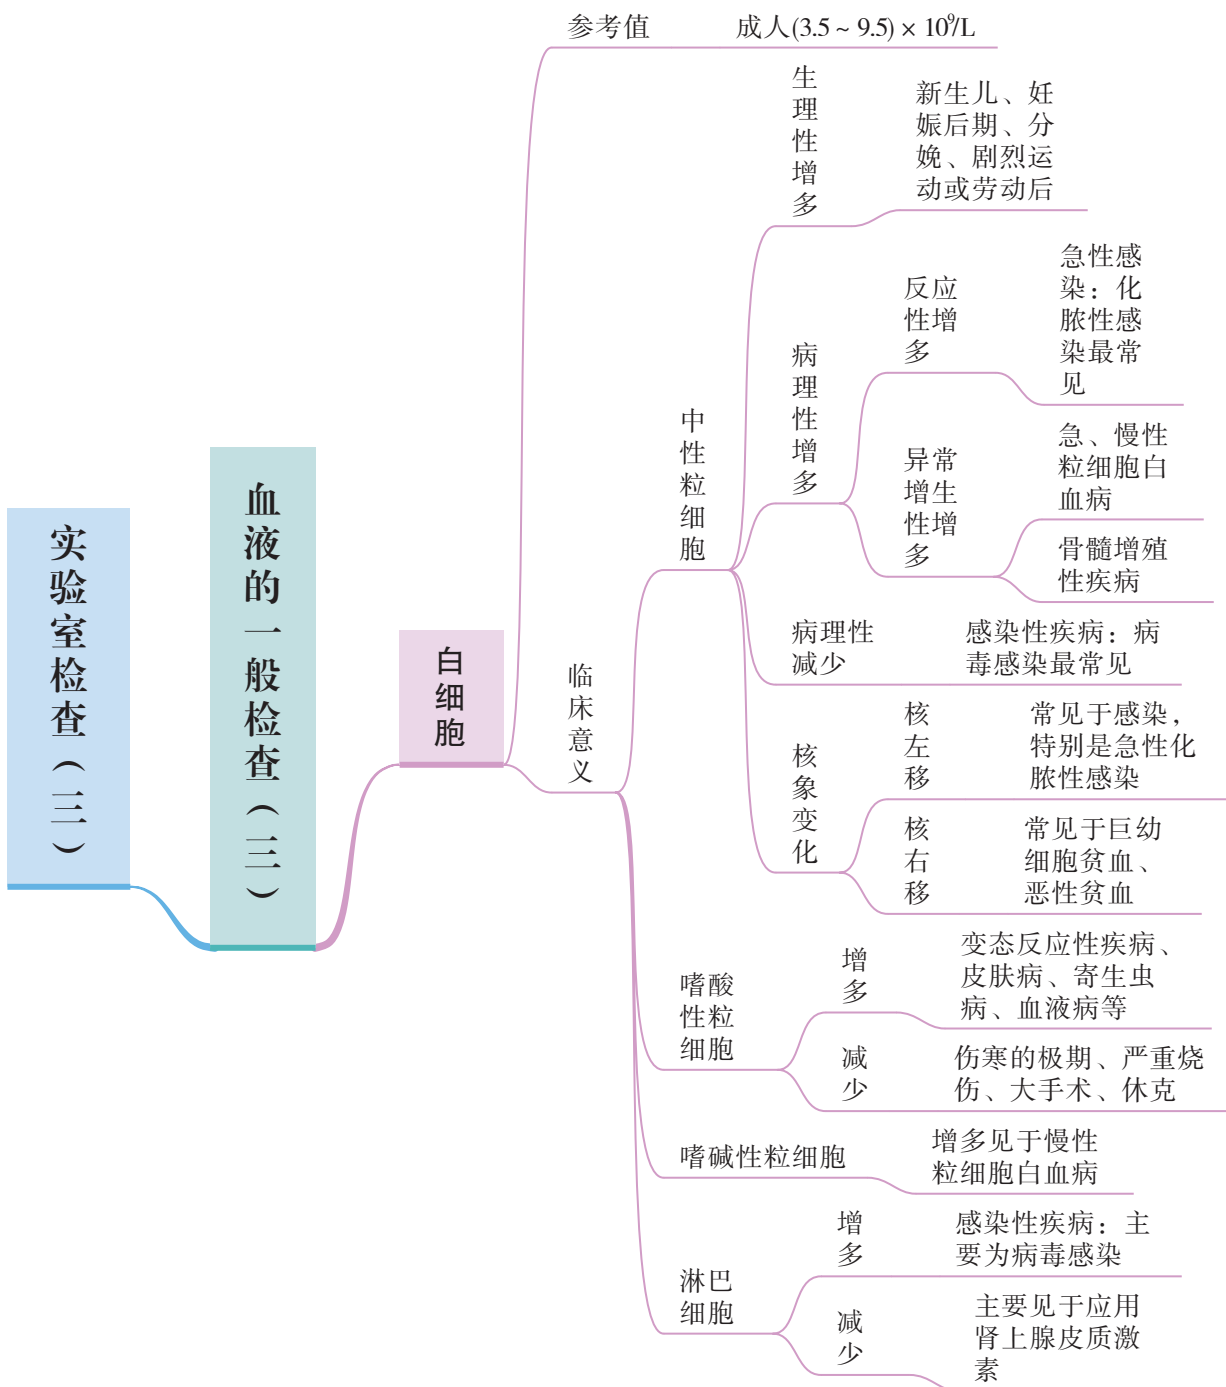 实验室检查（三）
血液的一般检查（三）
白细胞
参考值
成人(3.5 ~ 9.5) × 10⁹/L
临床意义
中性粒细胞
生理性增多
新生儿、妊
娠后期、分
娩、剧烈运
动或劳动后
病理性增多
反应
性增
多
急性感
染：化
脓性感
染最常
见
异常
增生
性增
多
急、慢性
粒细胞白
血病
骨髓增殖
性疾病
病理性
减少
感染性疾病：病
毒感染最常见
核象变化
核左移
常见于感染，
特别是急性化
脓性感染
核右移
常见于巨幼
细胞贫血、
恶性贫血
嗜酸
性粒
细胞
增多
变态反应性疾病、
皮肤病、寄生虫
病、血液病等
减少
伤寒的极期、严重烧
伤、大手术、休克
嗜碱性粒细胞
增多见于慢性
粒细胞白血病
淋巴
细胞
增多
感染性疾病：主
要为病毒感染
减少
主要见于应用
肾上腺皮质激
素